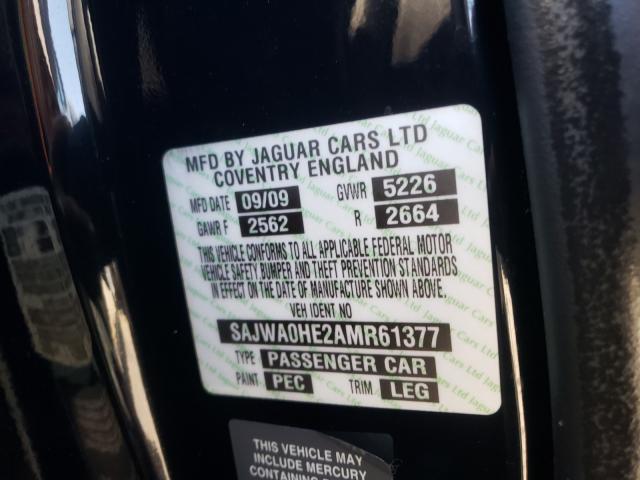 MFD BY JAGUAR CARS LTD
COVENTRY ENGLAND
MFD DATE 09/09 GVWR 5226
GAWR F 2562 R 2664
THIS VEHICLE CONFORMS TO ALL APPLICABLE FEDERAL MOTOR
VEHICLE SAFETY BUMPER AND THEFT PREVENTION STANDARDS
IN EFFECT ON THE DATE OF MANUFACTURE SHOWN ABOVE.
VEH IDENT NO
SAJWA0HE2AMR61377
TYPE PASSENGER CAR
PAINT PEC TRIM LEG
THIS VEHICLE MAY
INCLUDE MERCURY
CONTAINING